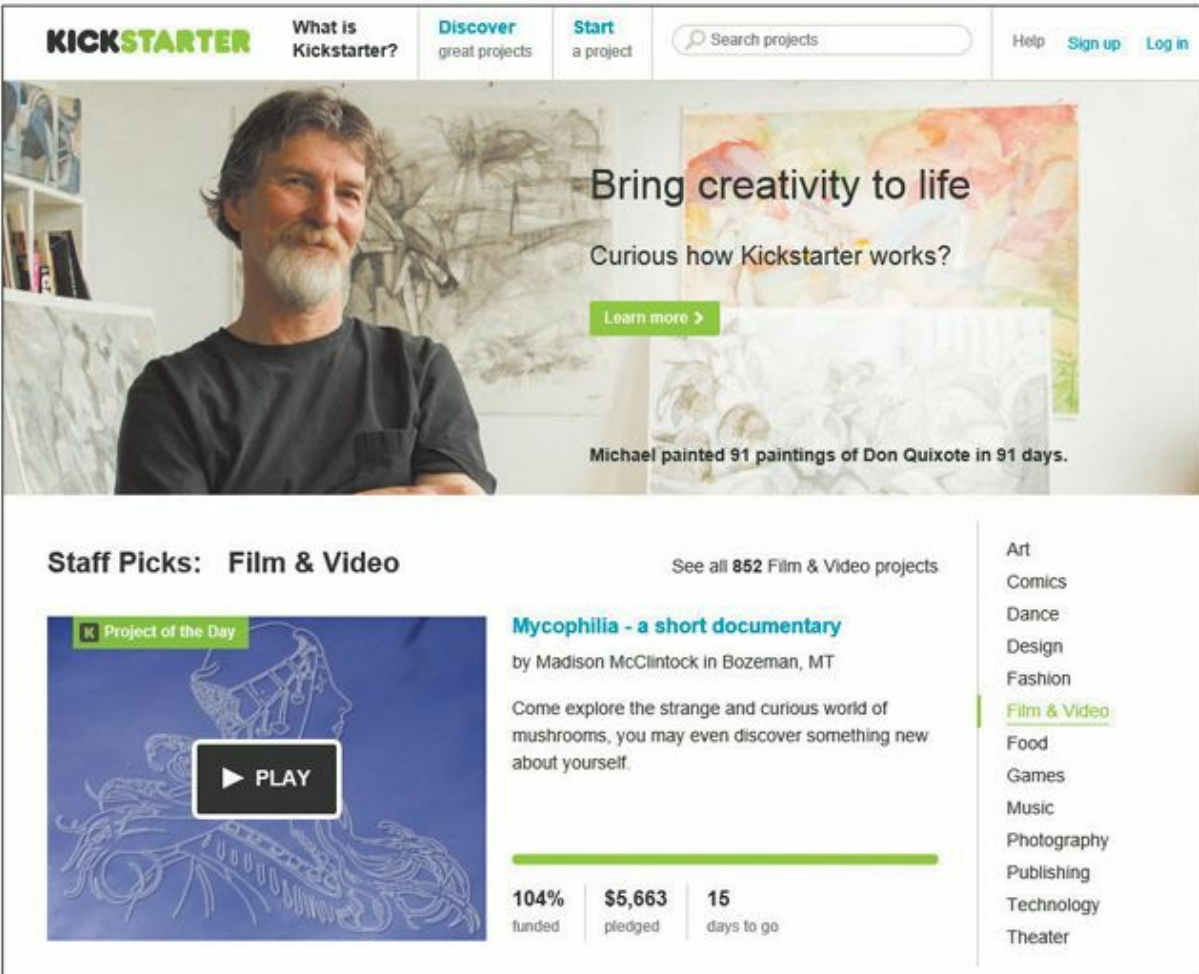 KICKSTARTER
What is
Kickstarter?
Discover
great projects
Start
a project
Search projects
Help
Sign up
Log in
Bring creativity to life
Curious how Kickstarter works?
Learn more
Michael painted 91 paintings of Don Quixote in 91 days.
Staff Picks: Film & Video
See all 852 Film & Video projects
K Project of the Day
PLAY
Mycophilia - a short documentary
by Madison McClintock in Bozeman, MT
Come explore the strange and curious world of
mushrooms, you may even discover something new
about yourself.
104%
funded
$5,663
pledged
15
days to go
Art
Comics
Dance
Design
Fashion
Film & Video
Food
Games
Music
Photography
Publishing
Technology
Theater